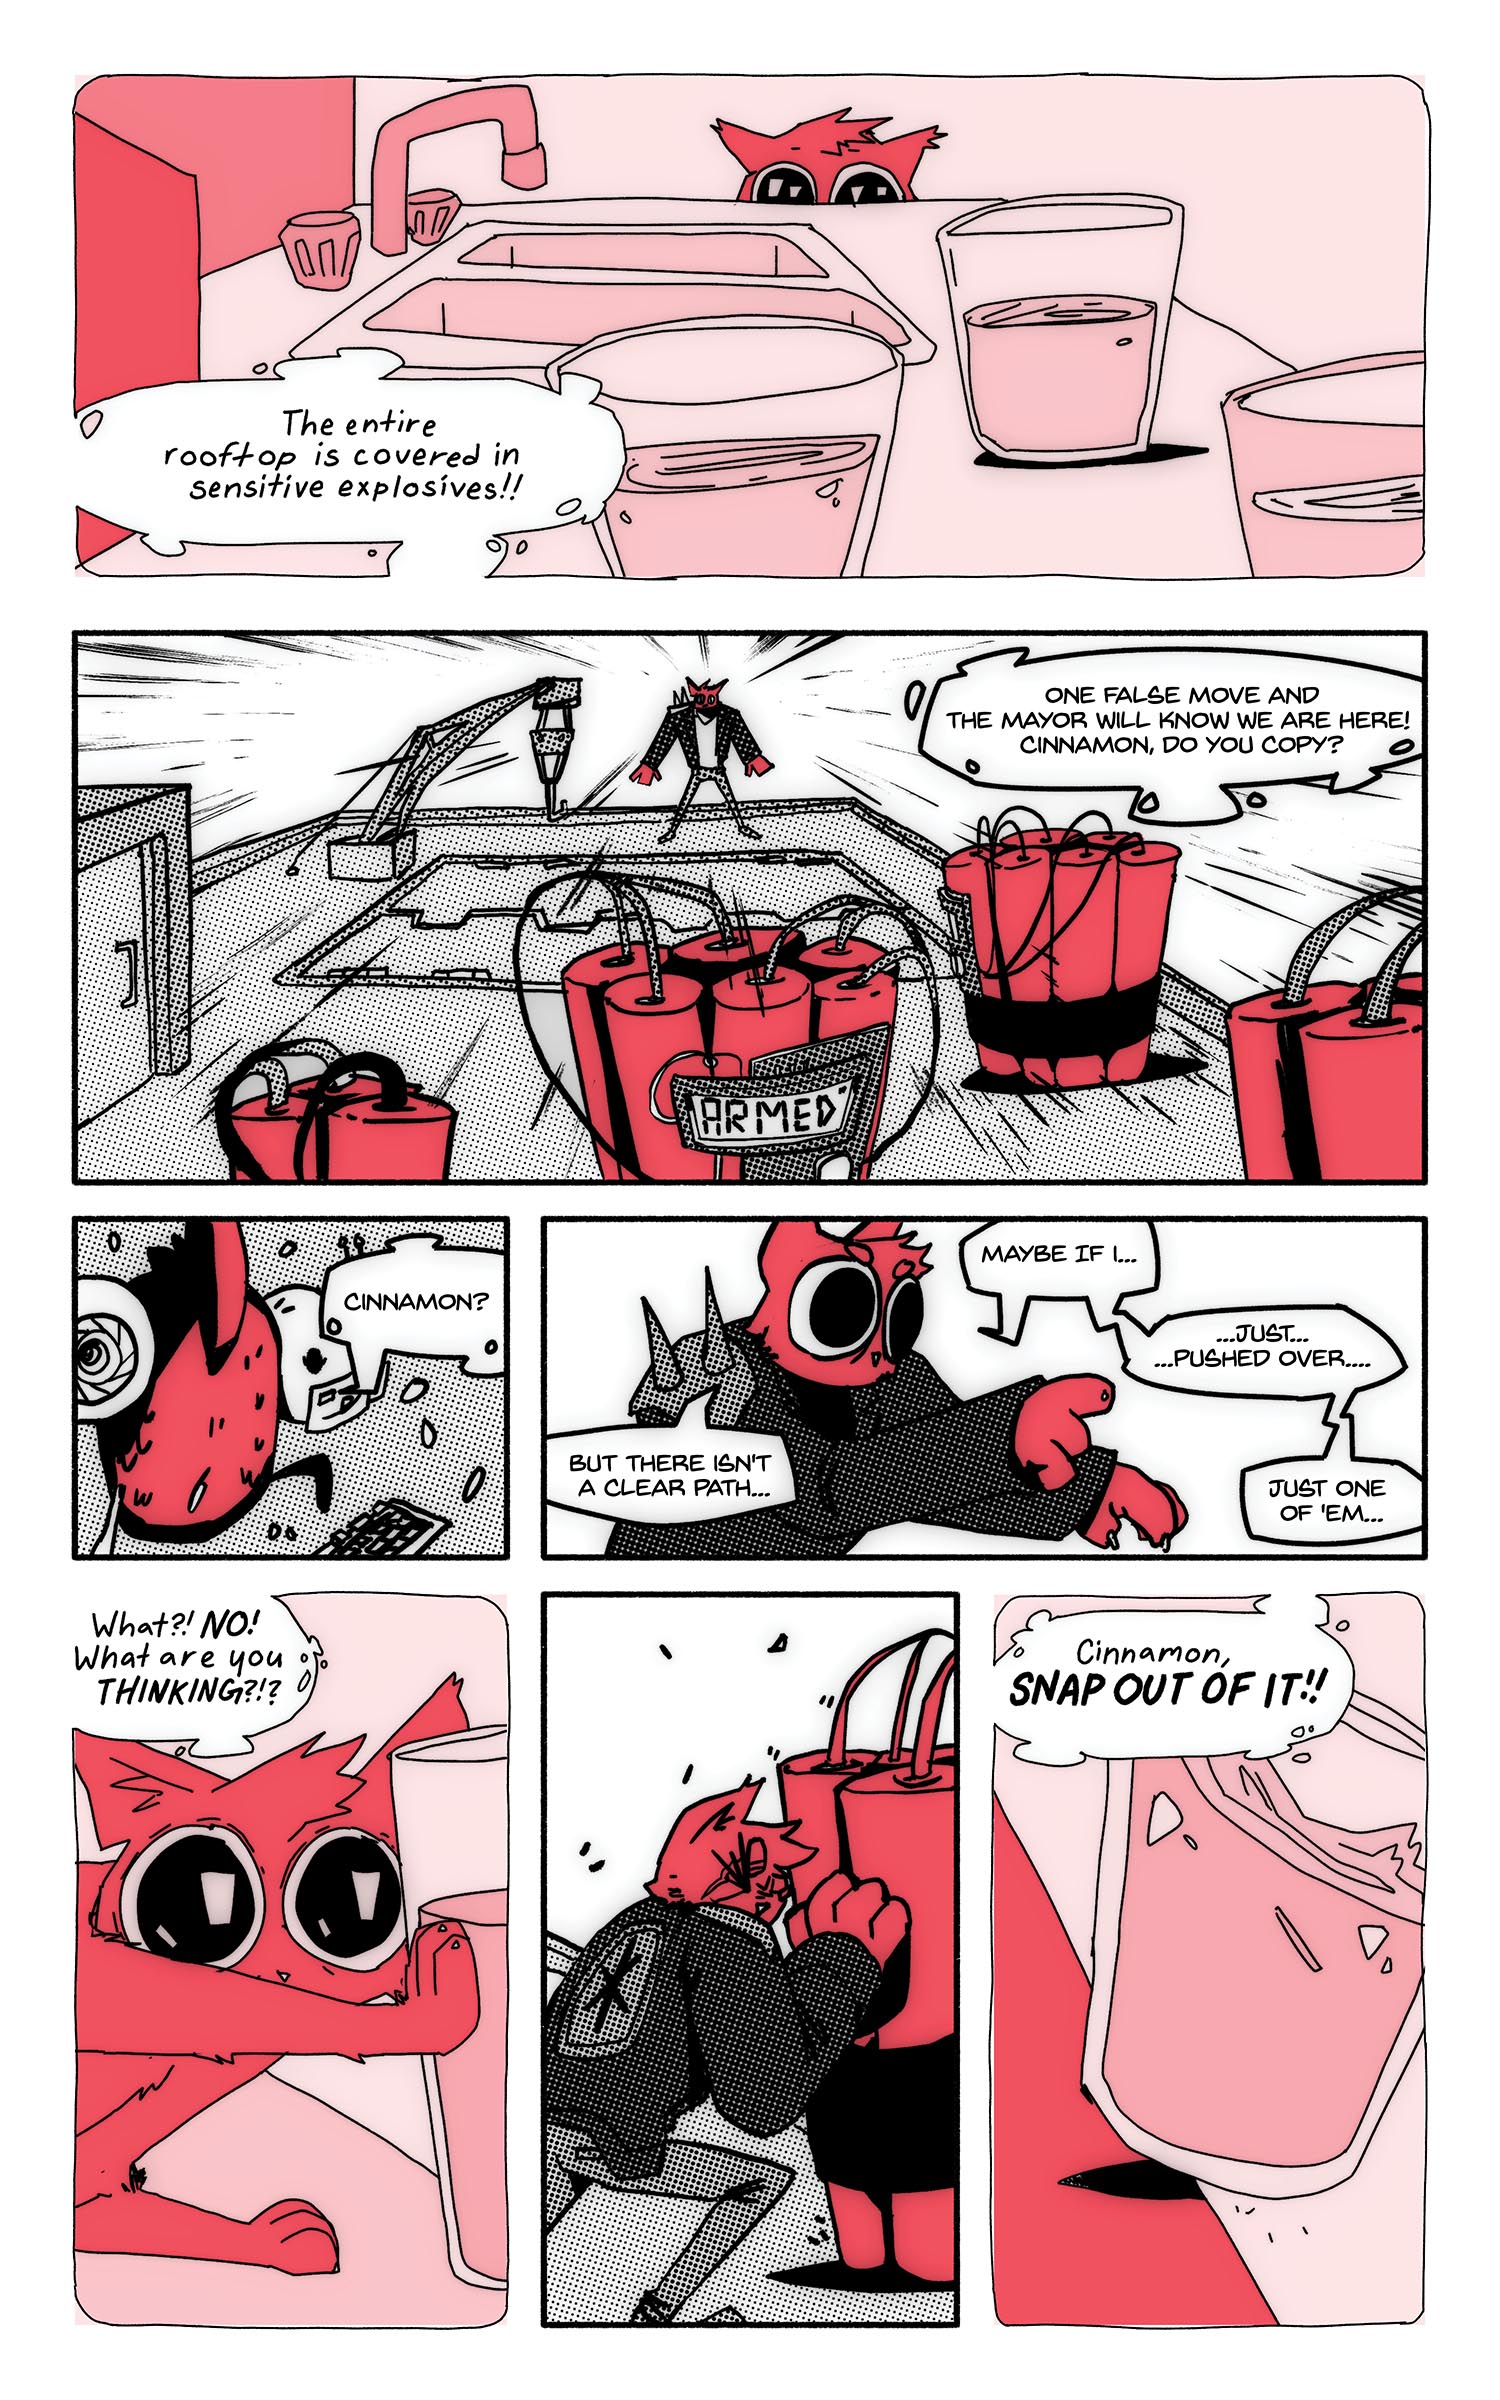 The entire
rooftop is covered in
sensitive explosives!!
ONE FALSE MOVE AND
THE MAYOR WILL KNOW WE ARE HERE!
CINNAMON, DO YOU COPY?
ARMED
CINNAMON?
MAYBE IF I...
...JUST...
...PUSHED OVER....
BUT THERE ISN'T
A CLEAR PATH...
JUST ONE
OF 'EM...
What?! NO!
What are you
THINKING?!?
Cinnamon,
SNAP OUT OF IT!!